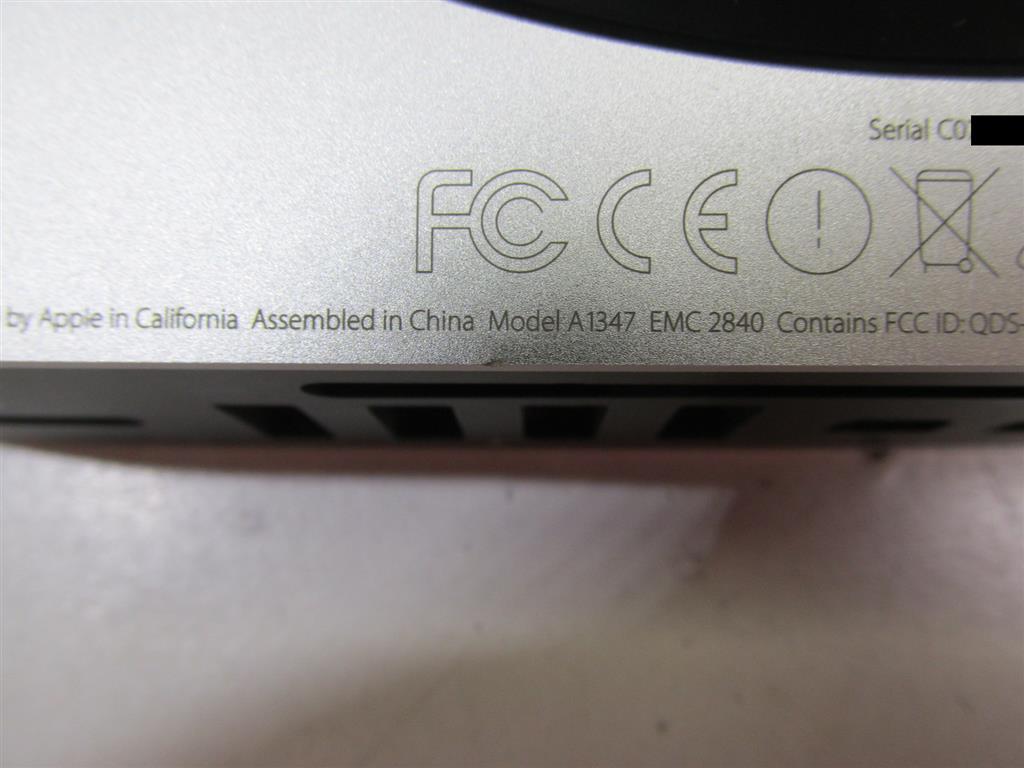 Serial C0
FC CE
by Apple in California Assembled in China Model A1347 EMC 2840 Contains FCC ID: QDS-